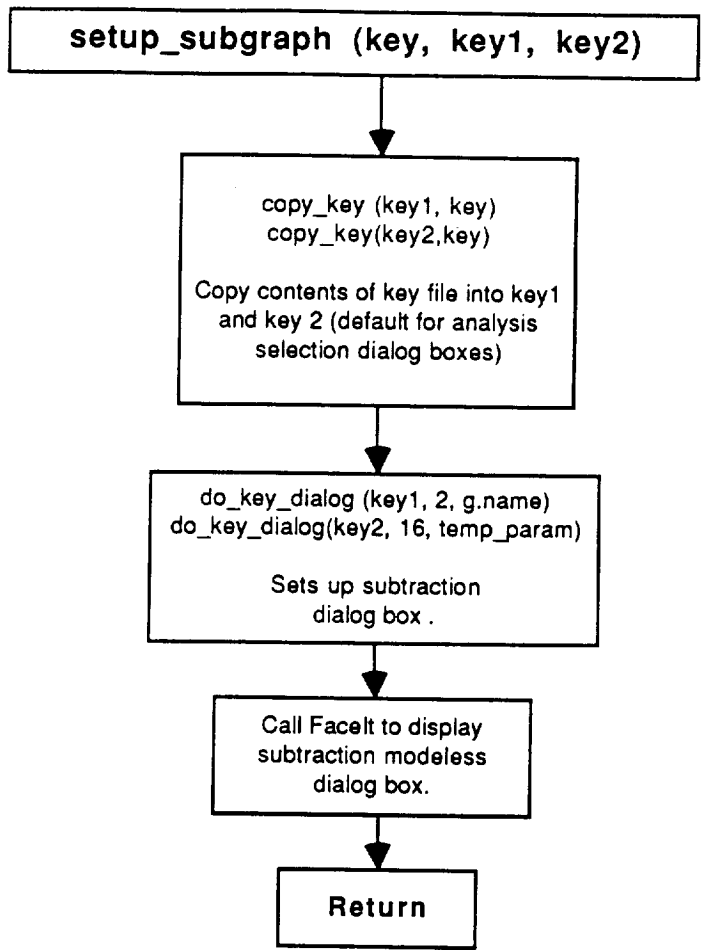 setup_subgraph (key, key1, key2)
copy_key (key1, key)
copy_key(key2,key)
Copy contents of key file into key1
and key 2 (default for analysis
selection dialog boxes)
do_key_dialog (key1, 2, g.name)
do_key_dialog(key2, 16, temp_param)
Sets up subtraction
dialog box .
Call FaceIt to display
subtraction modeless
dialog box.
Return